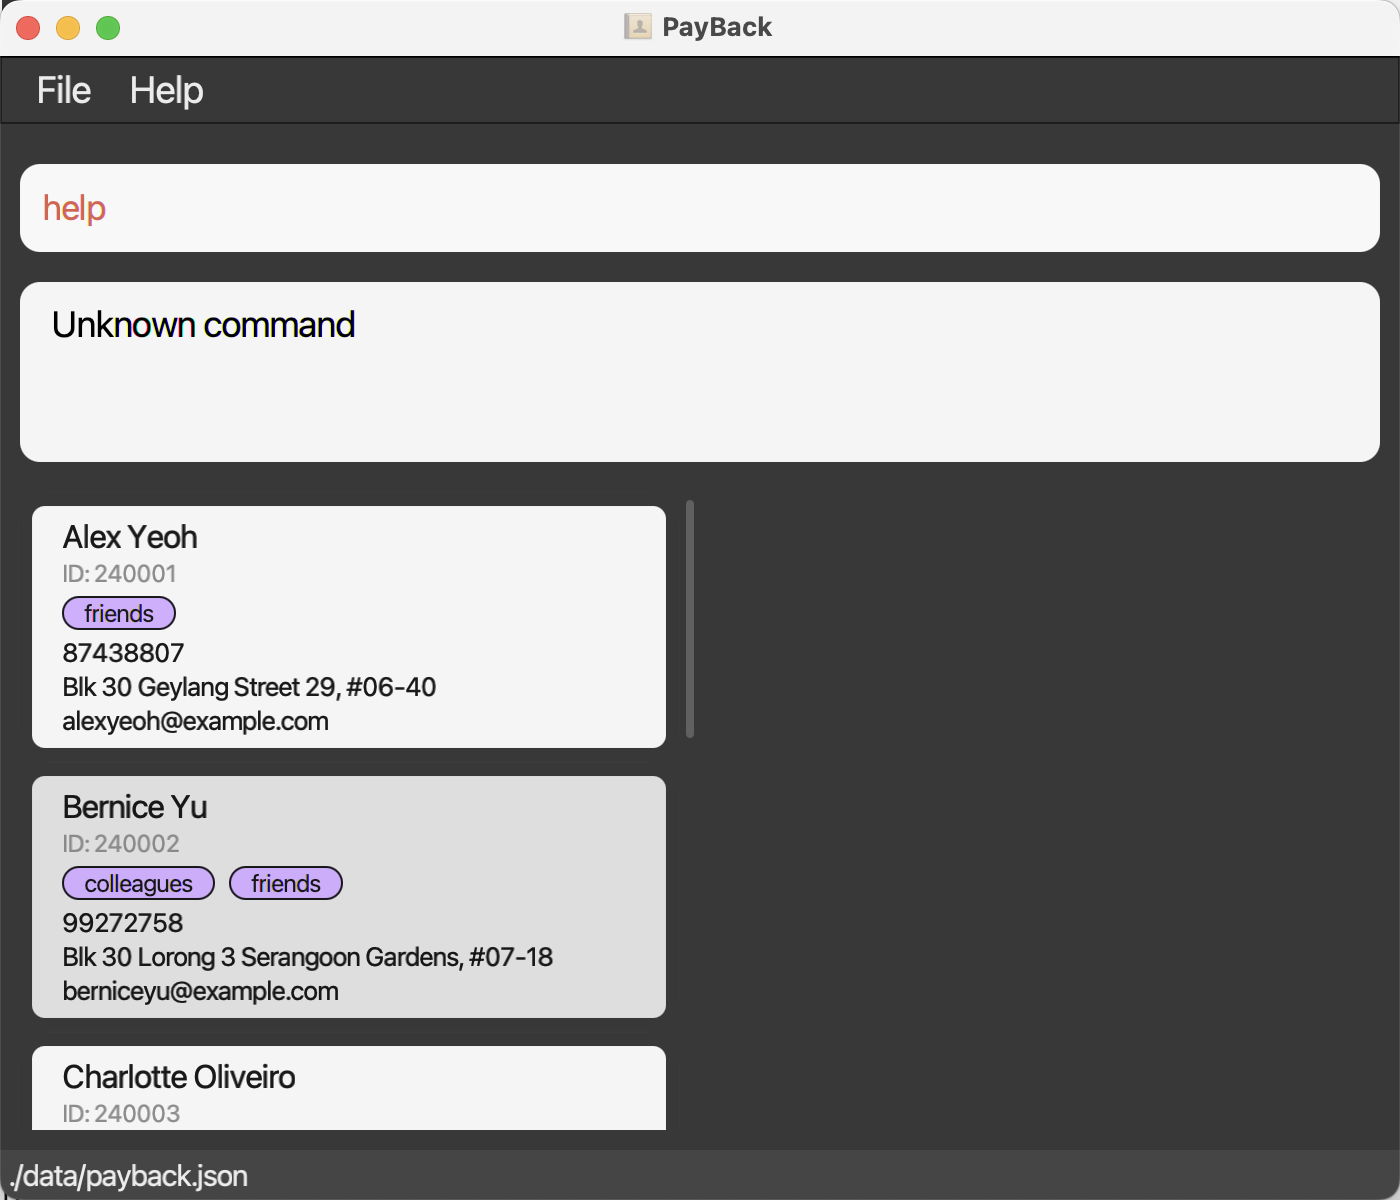 PayBack
File Help
help
Unknown command
Alex Yeoh
ID: 240001
friends
87438807
Blk 30 Geylang Street 29, #06-40
alexyeoh@example.com
Bernice Yu
ID: 240002
colleagues friends
99272758
Blk 30 Lorong 3 Serangoon Gardens, #07-18
berniceyu@example.com
Charlotte Oliveiro
ID: 240003
./data/payback.json